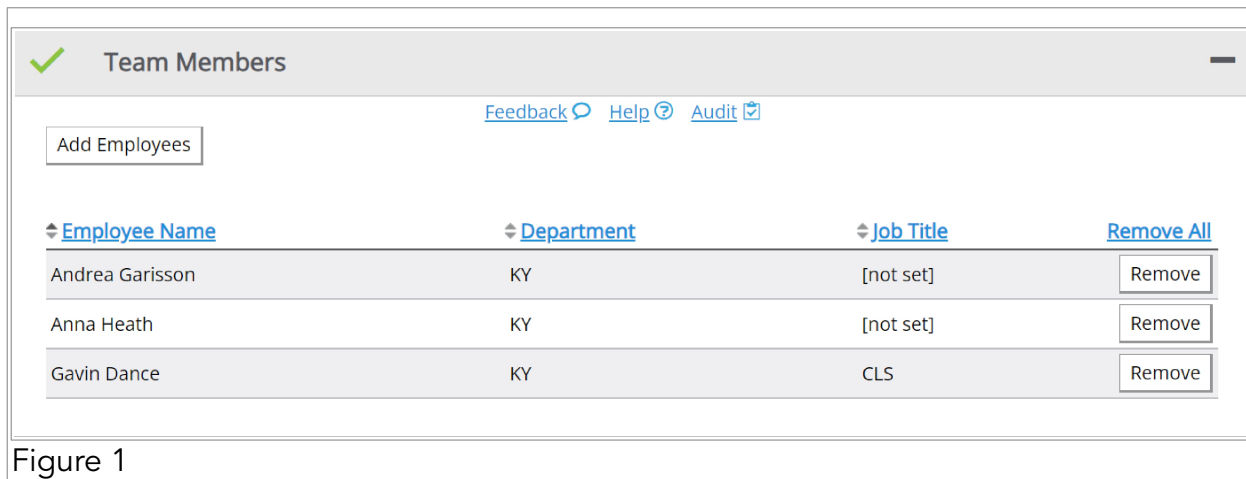 Team Members
Feedback Help Audit
Add Employees
Employee Name Department Job Title Remove All
Andrea Garisson KY [not set] Remove
Anna Heath KY [not set] Remove
Gavin Dance KY CLS Remove
Figure 1